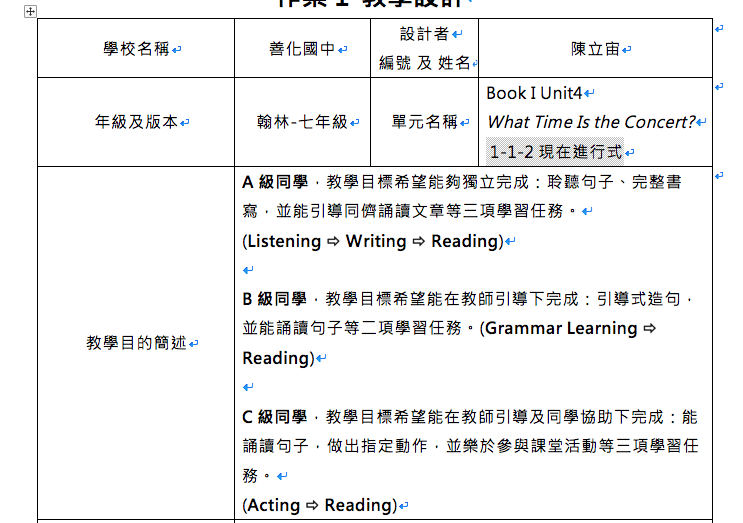 作業 1 教學設計
學校名稱
善化國中
設計者
編號 及 姓名
陳立宙
年級及版本
翰林-七年級
單元名稱
Book I Unit4
What Time Is the Concert?
1-1-2 現在進行式
教學目的簡述
A 級同學，教學目標希望能夠獨立完成：聆聽句子、完整書
寫，並能引導同儕誦讀文章等三項學習任務。
(Listening ⇨ Writing ⇨ Reading)
B 級同學，教學目標希望能在教師引導下完成：引導式造句，
並能誦讀句子等二項學習任務。(Grammar Learning ⇨
Reading)
C 級同學，教學目標希望能在教師引導及同學協助下完成：能
誦讀句子，做出指定動作，並樂於參與課堂活動等三項學習任
務。
(Acting ⇨ Reading)